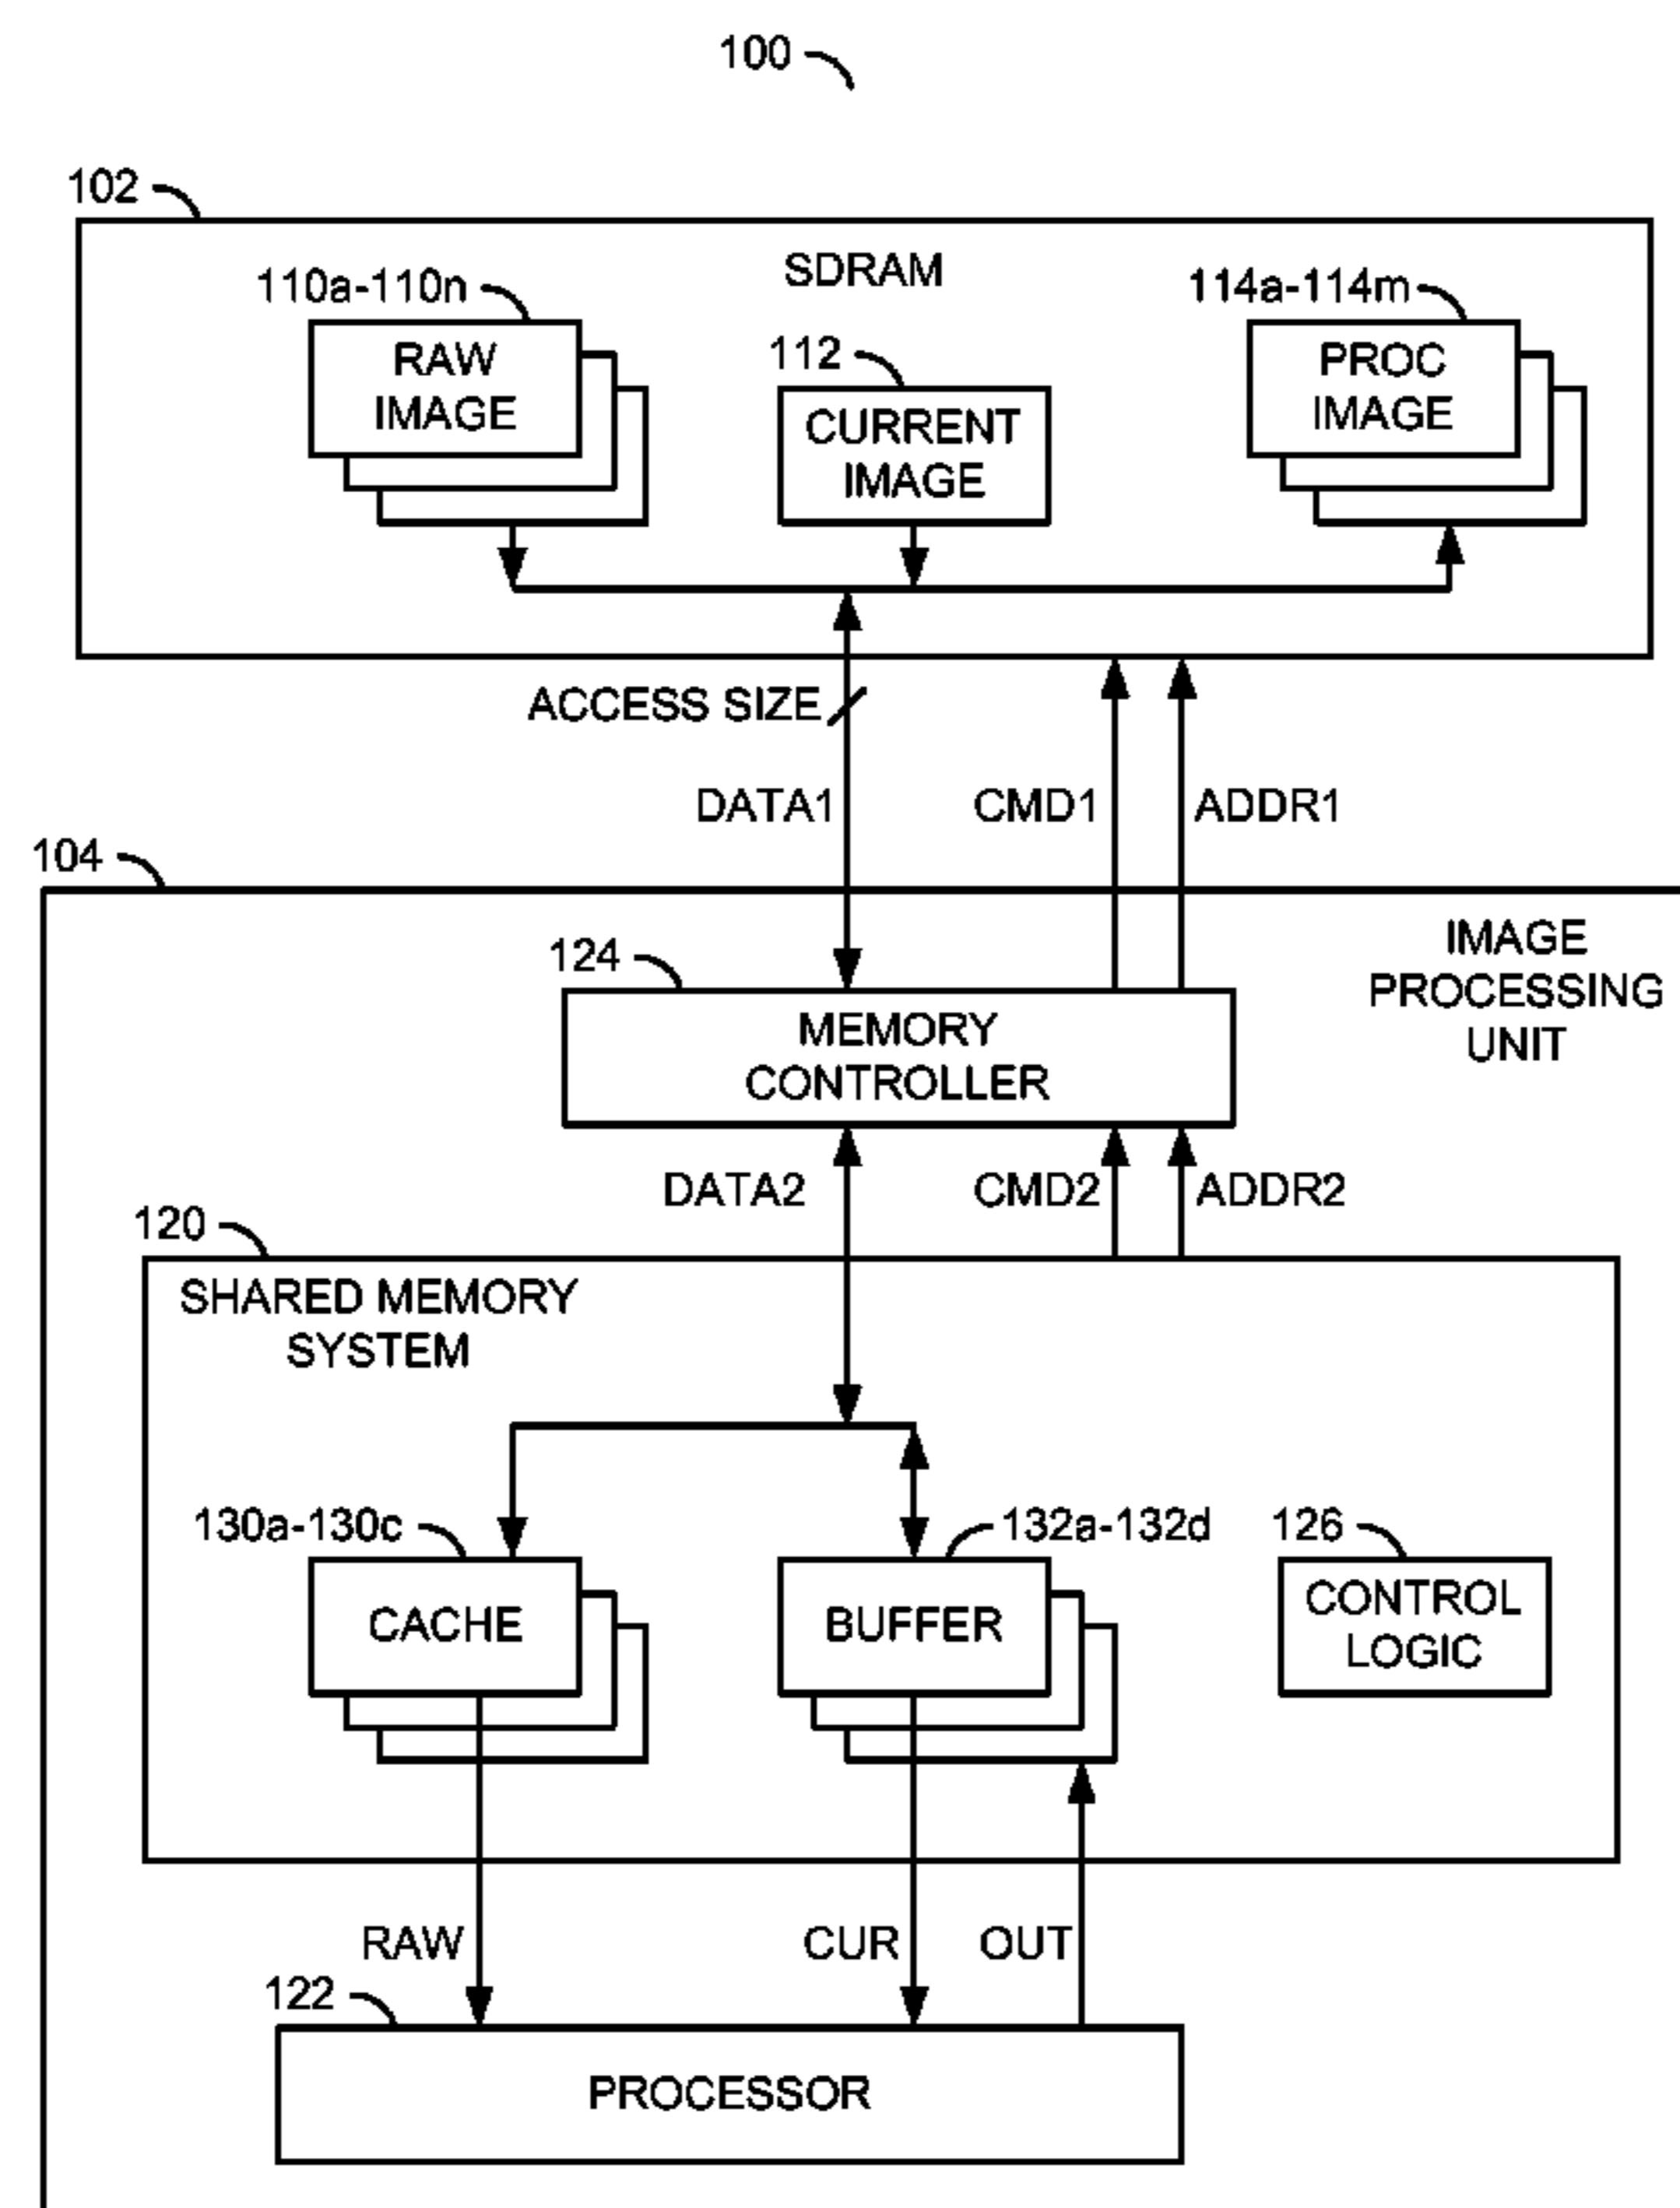 100
102
SDRAM
110a-110n
114a-114m
RAW
IMAGE
112
CURRENT
IMAGE
PROC
IMAGE
ACCESS SIZE
DATA1
CMD1
ADDR1
104
IMAGE
PROCESSING
UNIT
124
MEMORY
CONTROLLER
DATA2
CMD2
ADDR2
120
SHARED MEMORY
SYSTEM
130a-130c
132a-132d
126
CACHE
BUFFER
CONTROL
LOGIC
RAW
CUR
OUT
122
PROCESSOR